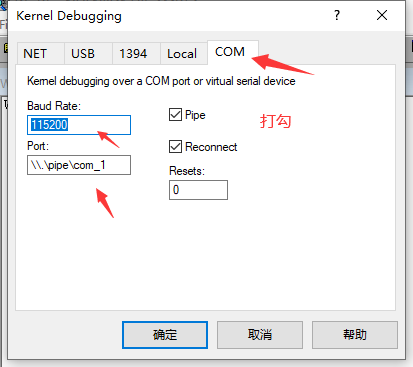 Kernel Debugging
?
NET USB 1394 Local COM
Kernel debugging over a COM port or virtual serial device
Baud Rate:
115200
Pipe
打勾
Port:
Reconnect
\\.\pipe\com_1
Resets:
0
确定 取消 帮助